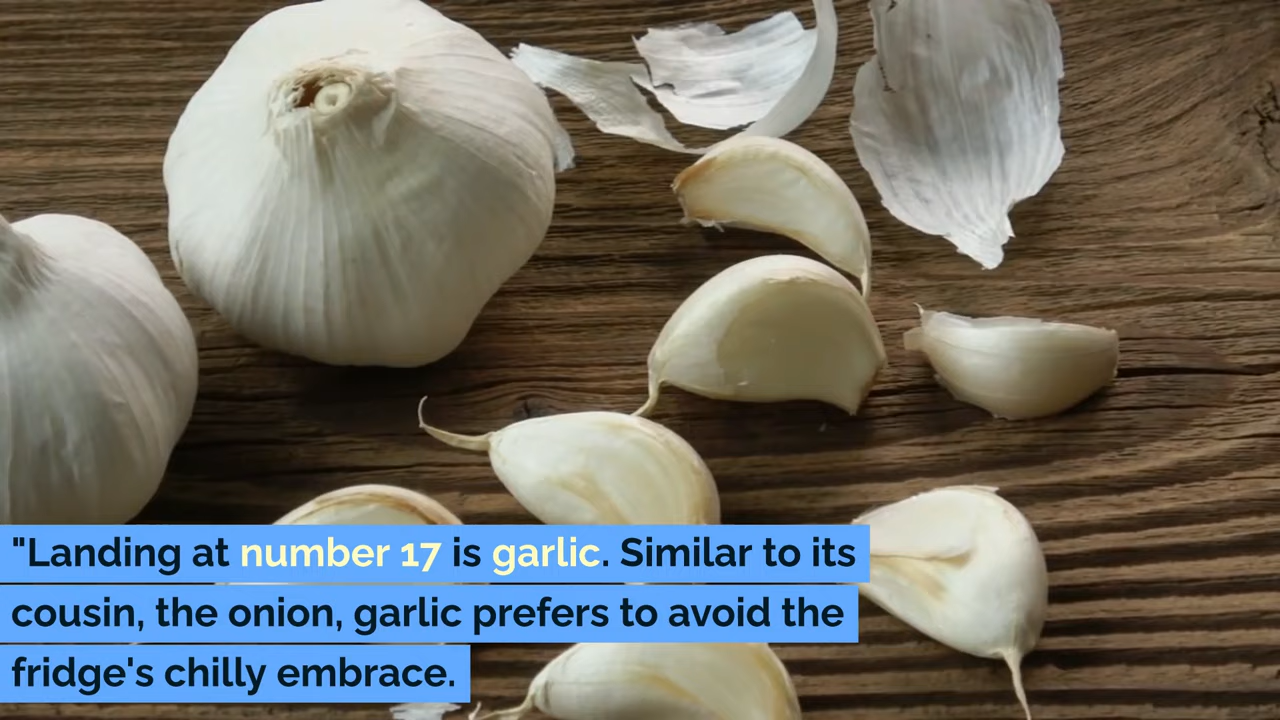 "Landing at number 17 is garlic. Similar to its
cousin, the onion, garlic prefers to avoid the
fridge's chilly embrace.